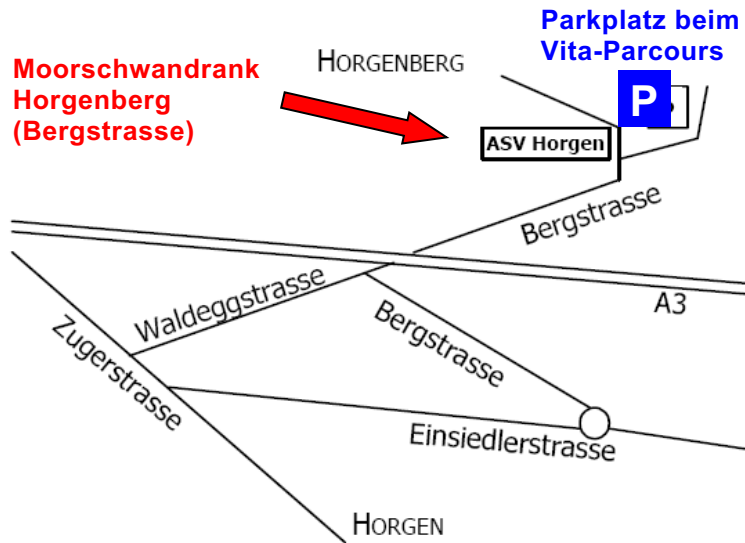 Parkplatz beim
Vita-Parcours
Moorschwandrank
Horgenberg
(Bergstrasse)
HORGENBERG
P
ASV Horgen
Bergstrasse
A3
Waldeggstrasse
Bergstrasse
Zugerstrasse
Einsiedlerstrasse
HORGEN